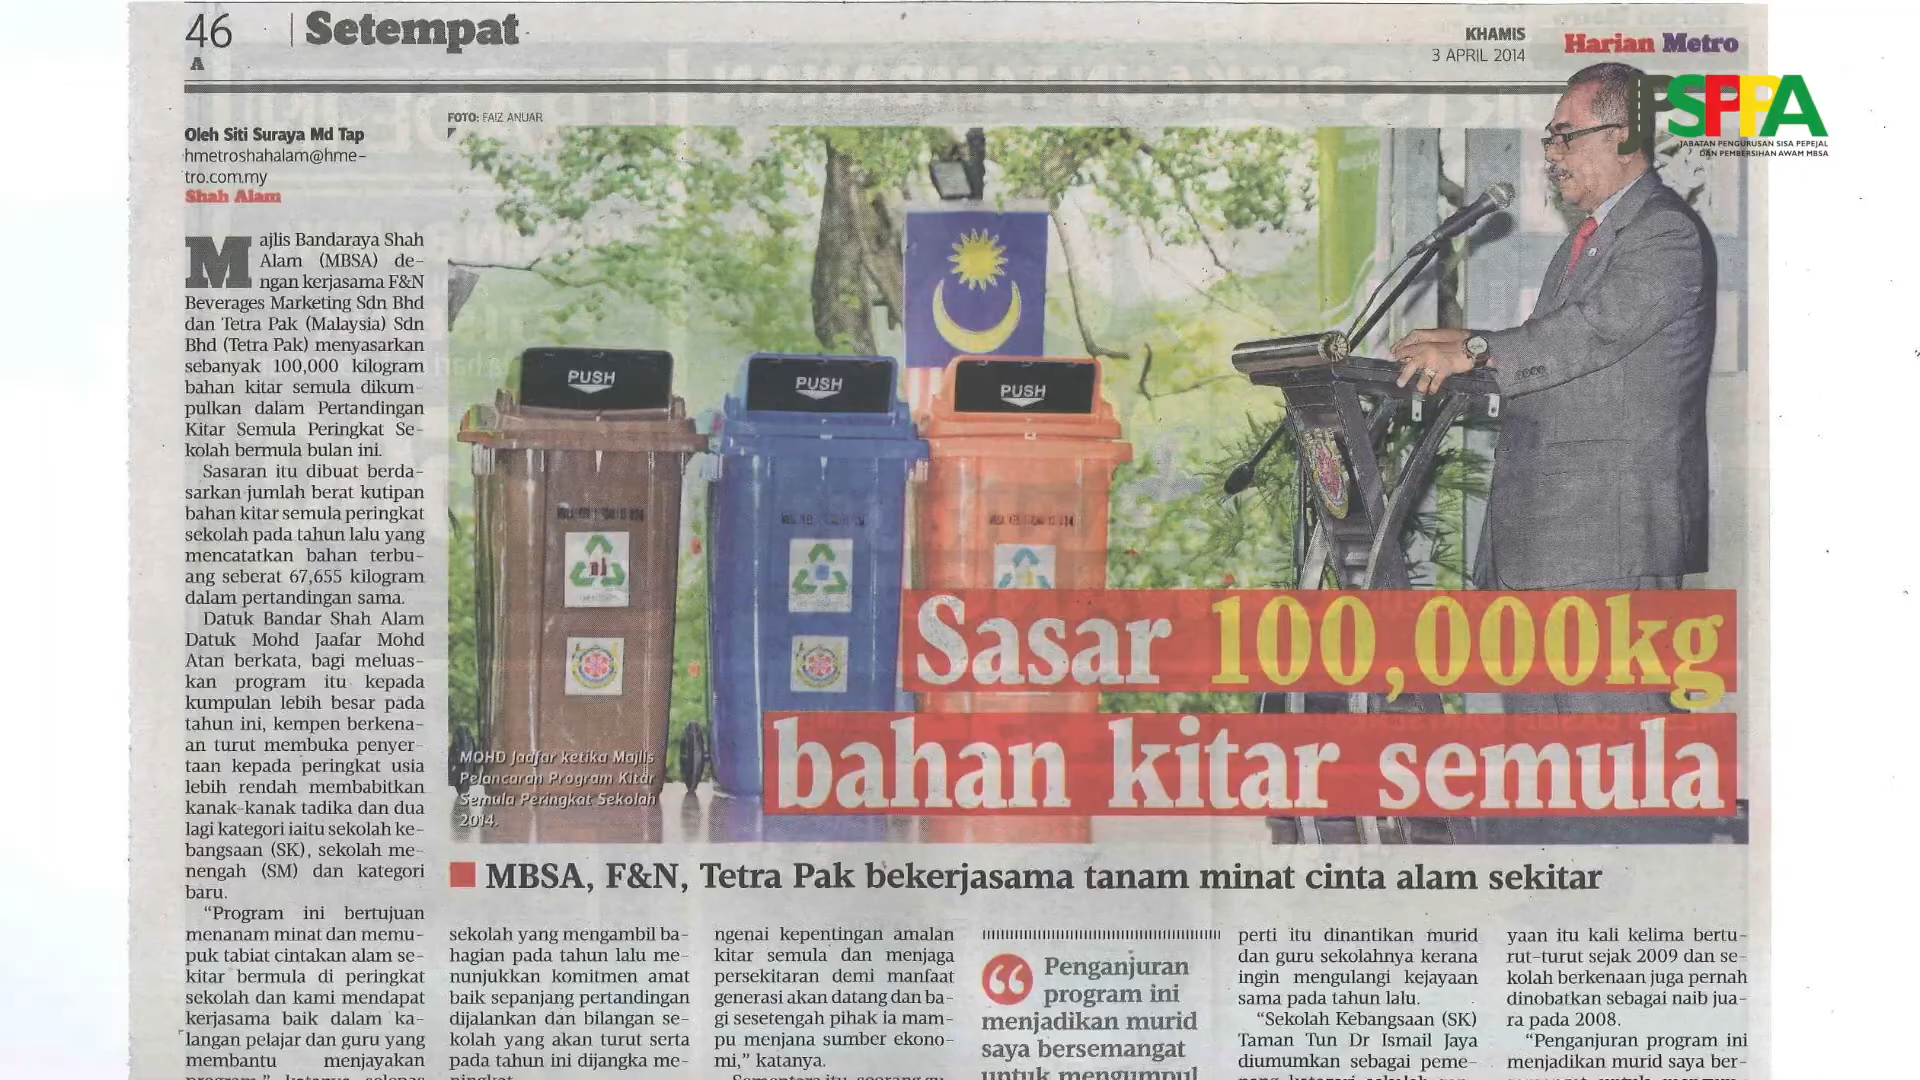 46
A
Setempat
KHAMIS
3 APRIL 2014
Harian Metro
JPSPPA
JABATAN PENGURUSAN SISA PEPEJAL
DAN PEMBERSIHAN AWAM MBSA
FOTO: FAIZ ANUAR
Oleh Siti Suraya Md Tap
hmetroshahalam@hme-
tro.com.my
Shah Alam
Majlis Bandaraya Shah
Alam (MBSA) de-
ngan kerjasama F&N
Beverages Marketing Sdn Bhd
dan Tetra Pak (Malaysia) Sdn
Bhd (Tetra Pak) menyasarkan
sebanyak 100,000 kilogram
bahan kitar semula dikum-
pulkan dalam Pertandingan
Kitar Semula Peringkat Se-
kolah bermula bulan ini.
Sasaran itu dibuat berda-
sarkan jumlah berat kutipan
bahan kitar semula peringkat
sekolah pada tahun lalu yang
mencatatkan bahan terbu-
ang seberat 67,655 kilogram
dalam pertandingan sama.
Datuk Bandar Shah Alam
Datuk Mohd Jaafar Mohd
Atan berkata, bagi meluas-
kan program itu kepada
kumpulan lebih besar pada
tahun ini, kempen berkena-
an turut membuka penyer-
taan kepada peringkat usia
lebih rendah membabitkan
kanak-kanak tadika dan dua
lagi kategori iaitu sekolah ke-
bangsaan (SK), sekolah me-
nengah (SM) dan kategori
baru.
“Program ini bertujuan
menanam minat dan memu-
puk tabiat cintakan alam se-
kitar bermula di peringkat
sekolah dan kami mendapat
kerjasama baik dalam ka-
langan pelajar dan guru yang
membantu menjayakan
PUSH
PUSH
PUSH
Sasar 100,000kg
bahan kitar semula
MOHD Jaafar ketika Majlis
Pelancaran Program Kitar
Semula Peringkat Sekolah
2014.
MBSA, F&N, Tetra Pak bekerjasama tanam minat cinta alam sekitar
sekolah yang mengambil ba-
hagian pada tahun lalu me-
nunjukkan komitmen amat
baik sepanjang pertandingan
dijalankan dan bilangan se-
kolah yang akan turut serta
pada tahun ini dijangka me-
ningkat.
ngenai kepentingan amalan
kitar semula dan menjaga
persekitaran demi manfaat
generasi akan datang dan ba-
gi sesetengah pihak ia mam-
pu menjana sumber ekono-
mi,” katanya.
“Penganjuran
program ini
menjadikan murid
saya bersemangat
untuk mengumpul
perti itu dinantikan murid
dan guru sekolahnya kerana
ingin mengulangi kejayaan
sama pada tahun lalu.
“Sekolah Kebangsaan (SK)
Taman Tun Dr Ismail Jaya
diumumkan sebagai peme-
yaan itu kali kelima bertu-
rut-turut sejak 2009 dan se-
kolah berkenaan juga pernah
dinobatkan sebagai naib jua-
ra pada 2008.
“Penganjuran program ini
menjadikan murid saya ber-